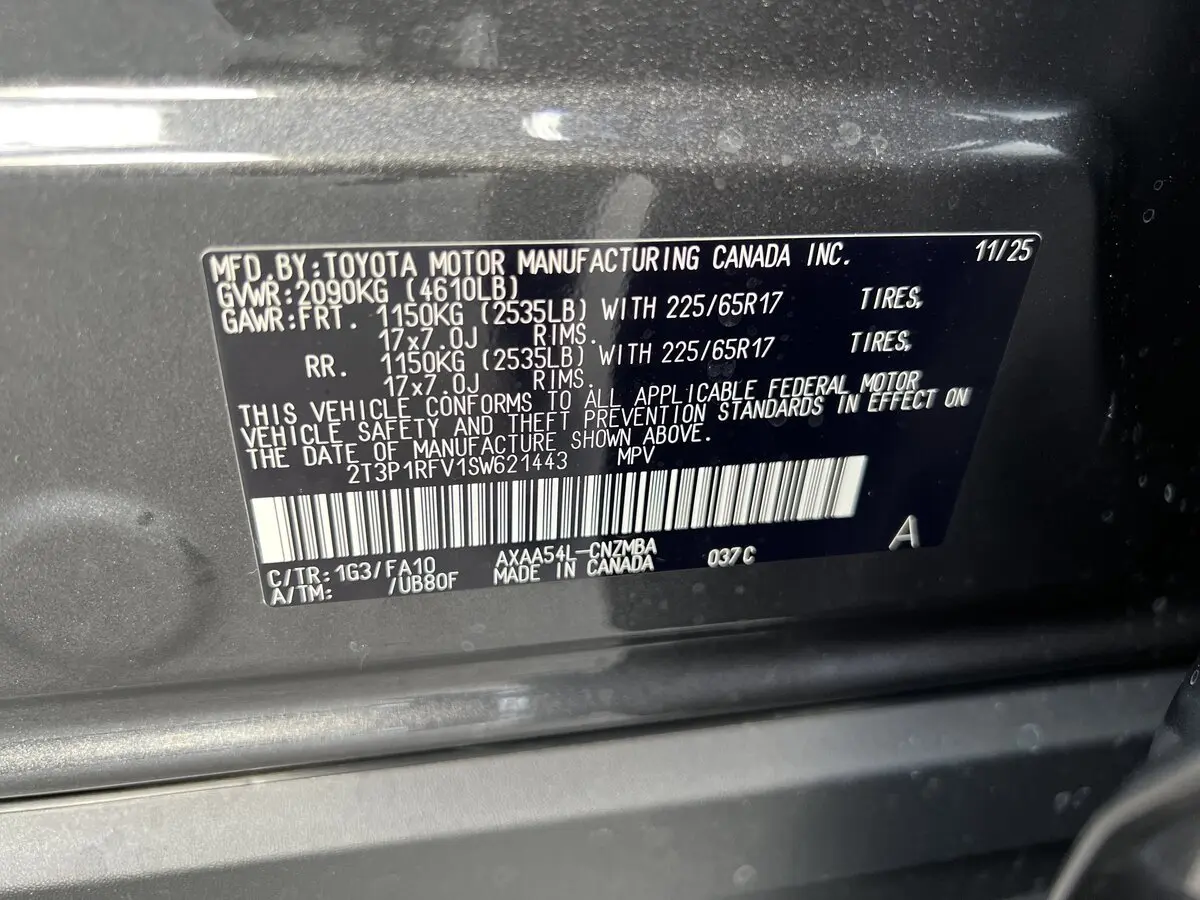 MFD.BY:TOYOTA MOTOR MANUFACTURING CANADA INC. 11/25
GVWR:2090KG (4610LB)
GAWR:FRT. 1150KG (2535LB) WITH 225/65R17 TIRES,
17x7.0J RIMS.
RR. 1150KG (2535LB) WITH 225/65R17 TIRES,
17x7.0J RIMS.
THIS VEHICLE CONFORMS TO ALL APPLICABLE FEDERAL MOTOR
VEHICLE SAFETY AND THEFT PREVENTION STANDARDS IN EFFECT ON
THE DATE OF MANUFACTURE SHOWN ABOVE.
2T3P1RFV1SW621443 MPV
C/TR:1G3/FA10 AXAA54L-CNZMBA 037C A
A/TM: /UB80F MADE IN CANADA